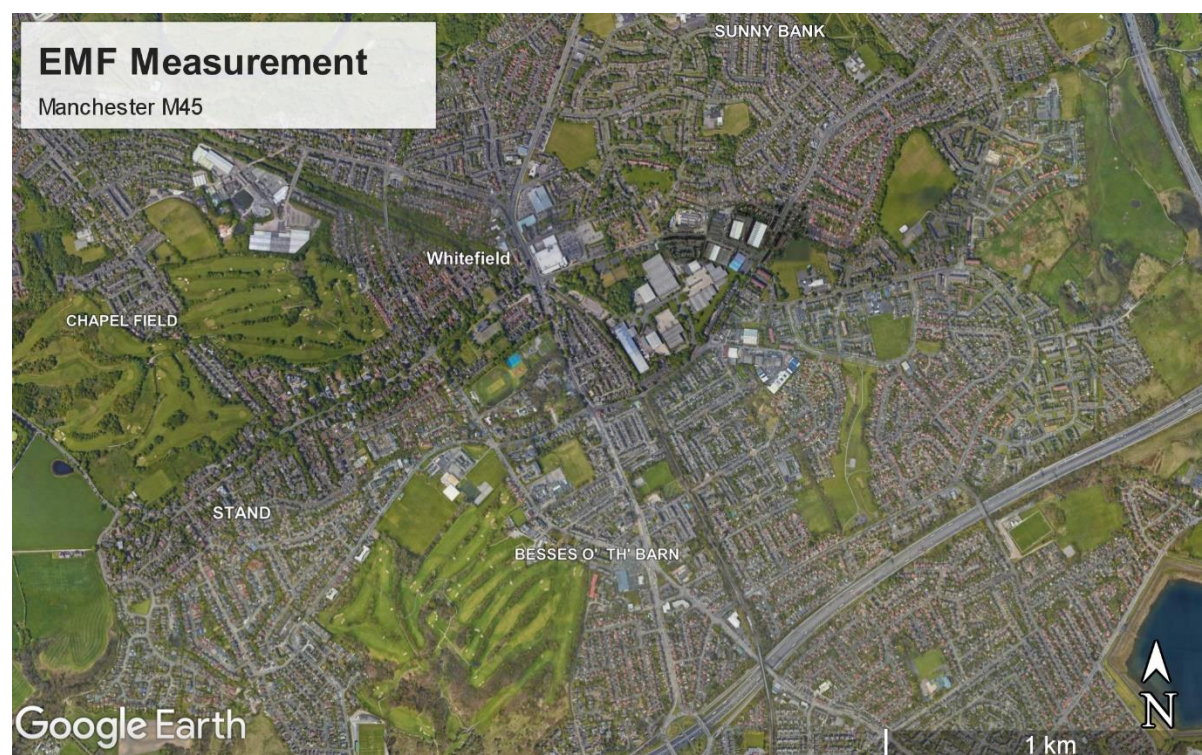 EMF Measurement
Manchester M45
SUNNY BANK
Whitefield
CHAPEL FIELD
STAND
BESSES O' TH' BARN
N
Google Earth
1 km